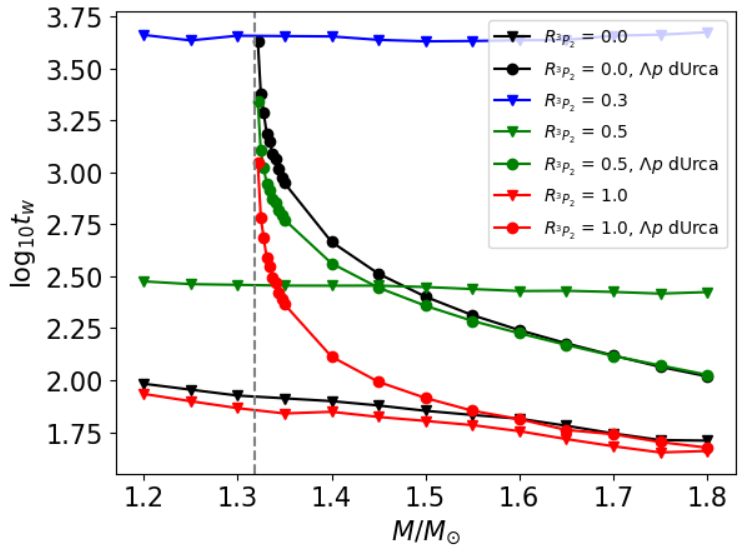 3.75
3.50
3.25
3.00
2.75
2.50
2.25
2.00
1.75
log₁₀t_w
R³P₂ = 0.0
R³P₂ = 0.0, Λp dUrca
R³P₂ = 0.3
R³P₂ = 0.5
R³P₂ = 0.5, Λp dUrca
R³P₂ = 1.0
R³P₂ = 1.0, Λp dUrca
1.2 1.3 1.4 1.5 1.6 1.7 1.8
M/M⊙